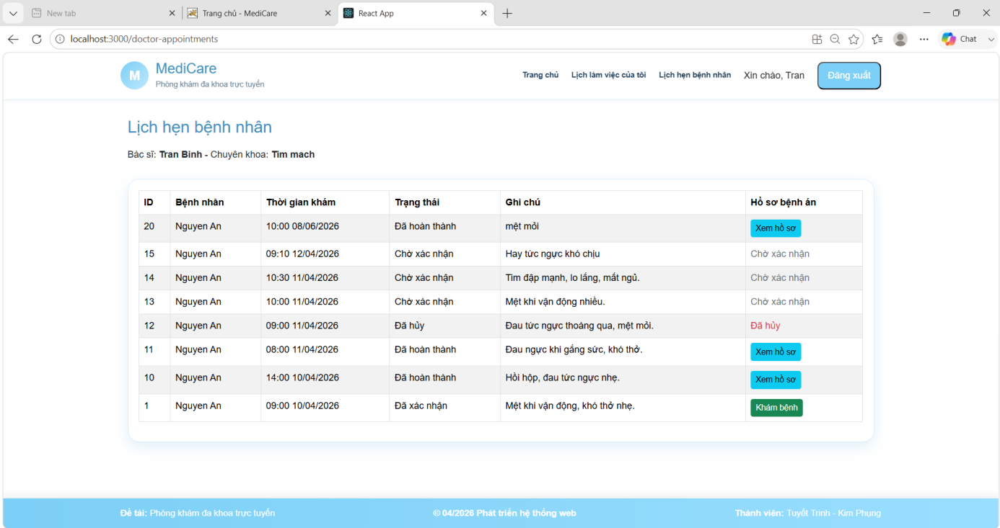 New tab
Trang chủ - MediCare
React App
localhost:3000/doctor-appointments
Chat
M
MediCare
Phòng khám đa khoa trực tuyến
Trang chủ Lịch làm việc của tôi Lịch hẹn bệnh nhân Xin chào, Tran Đăng xuất
Lịch hẹn bệnh nhân
Bác sĩ: Tran Binh - Chuyên khoa: Tim mach
ID Bệnh nhân Thời gian khám Trạng thái Ghi chú Hồ sơ bệnh án
20 Nguyen An 10:00 08/06/2026 Đã hoàn thành mệt mỏi Xem hồ sơ
15 Nguyen An 09:10 12/04/2026 Chờ xác nhận Hay tức ngực khó chịu Chờ xác nhận
14 Nguyen An 10:30 11/04/2026 Chờ xác nhận Tim đập mạnh, lo lắng, mất ngủ. Chờ xác nhận
13 Nguyen An 10:00 11/04/2026 Chờ xác nhận Mệt khi vận động nhiều. Chờ xác nhận
12 Nguyen An 09:00 11/04/2026 Đã hủy Đau tức ngực thoáng qua, mệt mỏi. Đã hủy
11 Nguyen An 08:00 11/04/2026 Đã hoàn thành Đau ngực khi gắng sức, khó thở. Xem hồ sơ
10 Nguyen An 14:00 10/04/2026 Đã hoàn thành Hồi hộp, đau tức ngực nhẹ. Xem hồ sơ
1 Nguyen An 09:00 10/04/2026 Đã xác nhận Mệt khi vận động, khó thở nhẹ. Khám bệnh
Đề tài: Phòng khám đa khoa trực tuyến © 04/2026 Phát triển hệ thống web Thành viên: Tuyết Trinh - Kim Phụng